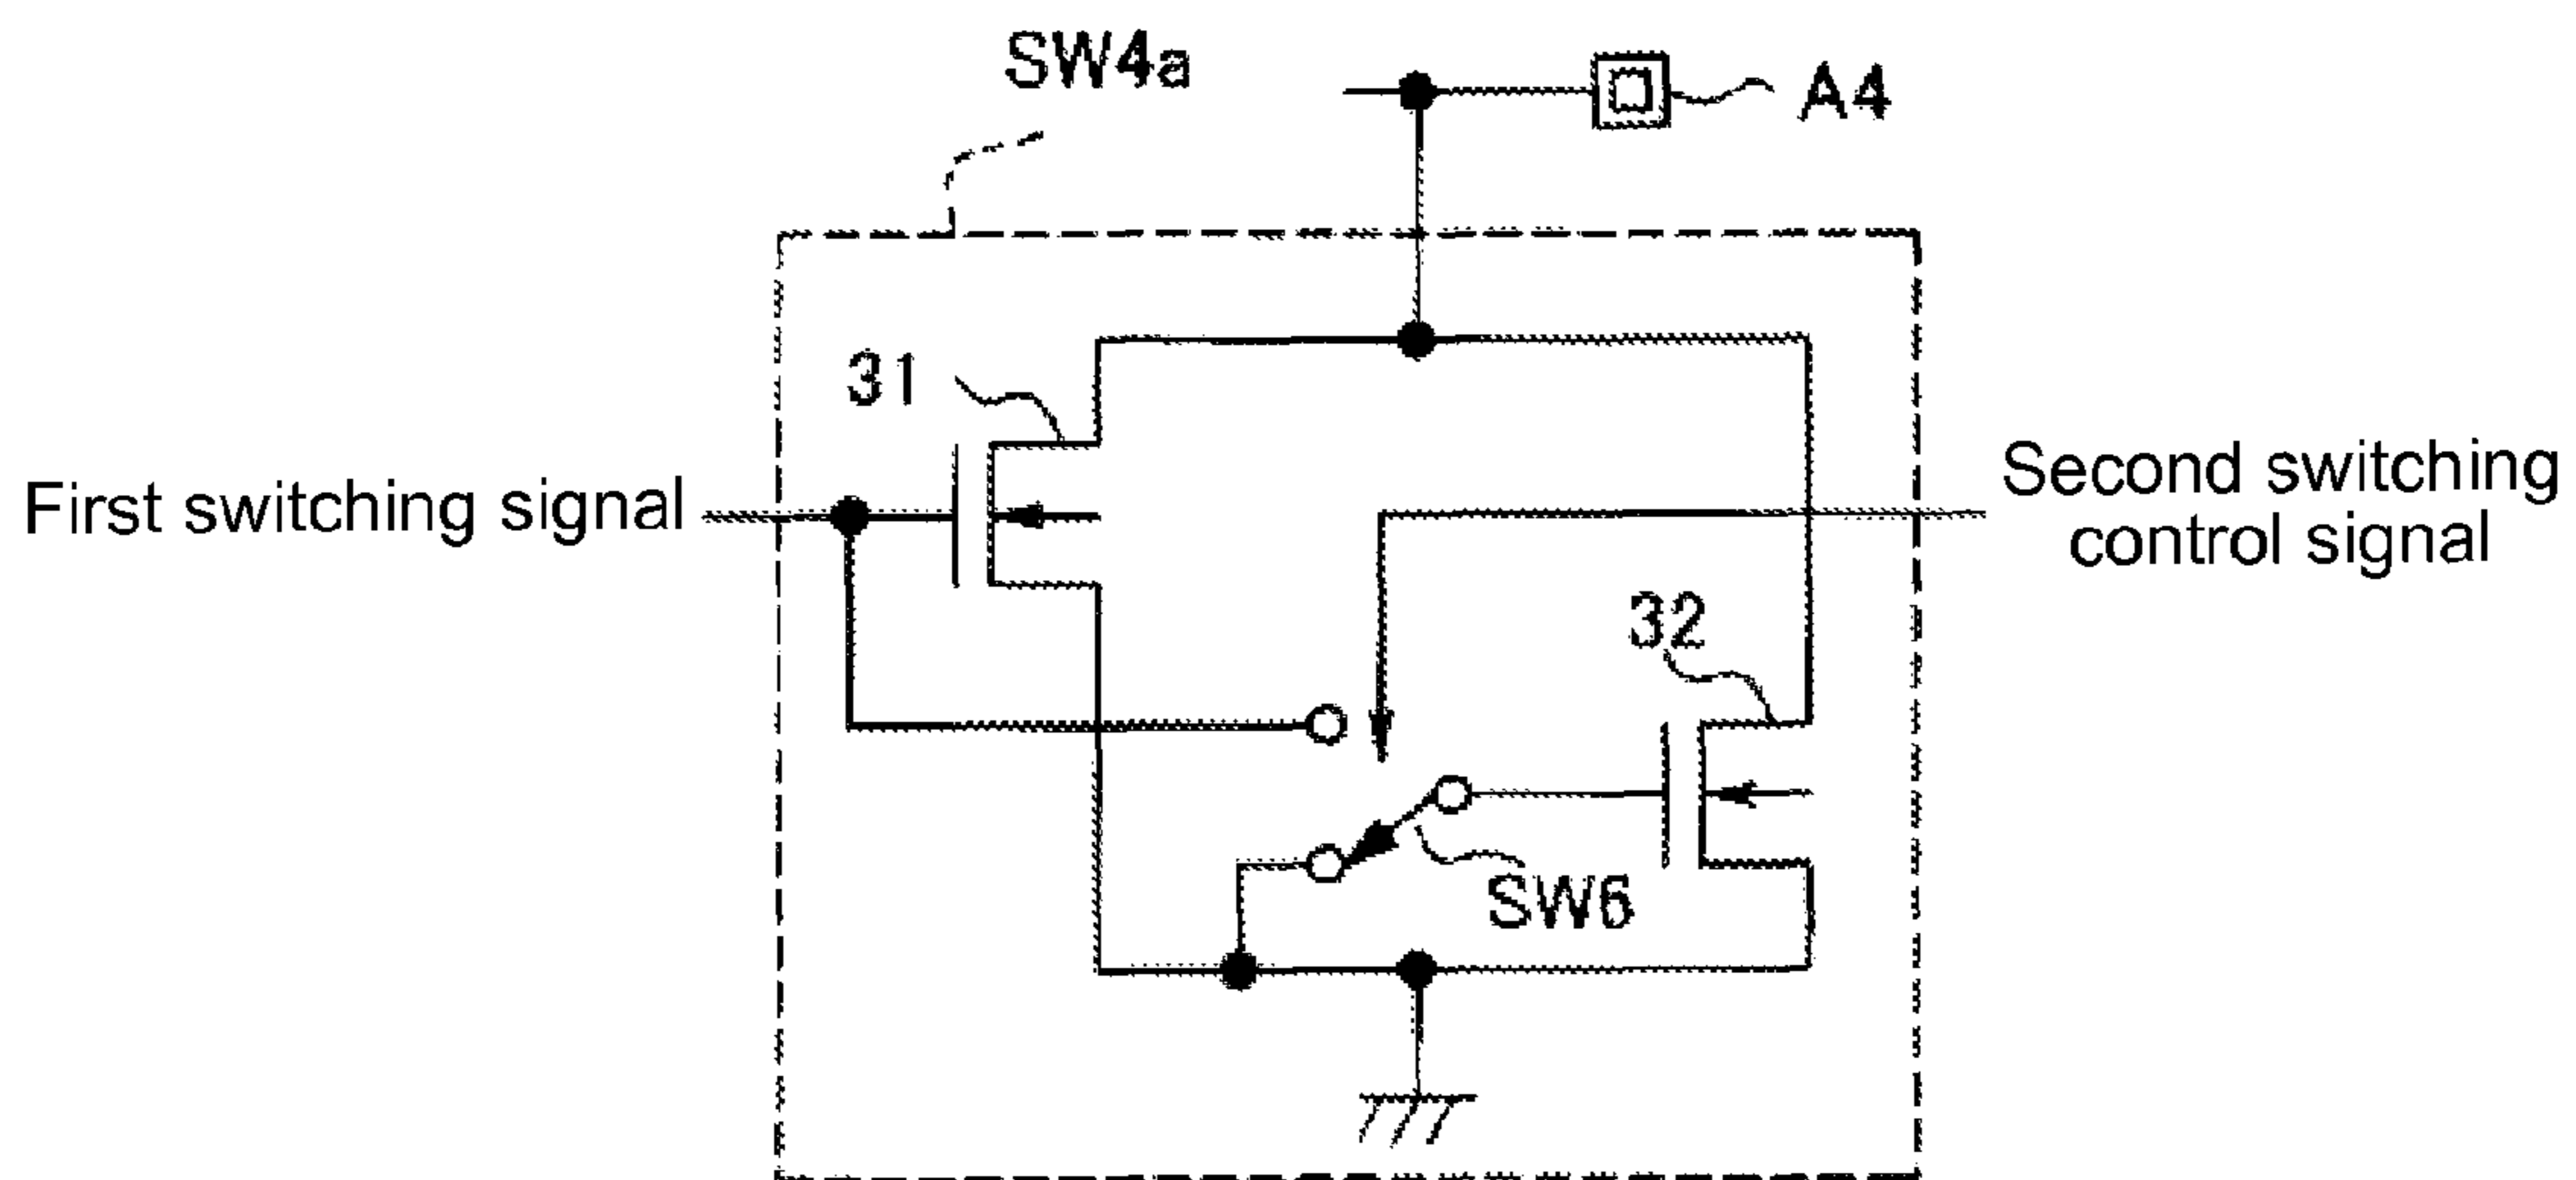 SW4a
A4
31
First switching signal
Second switching
control signal
32
SW6